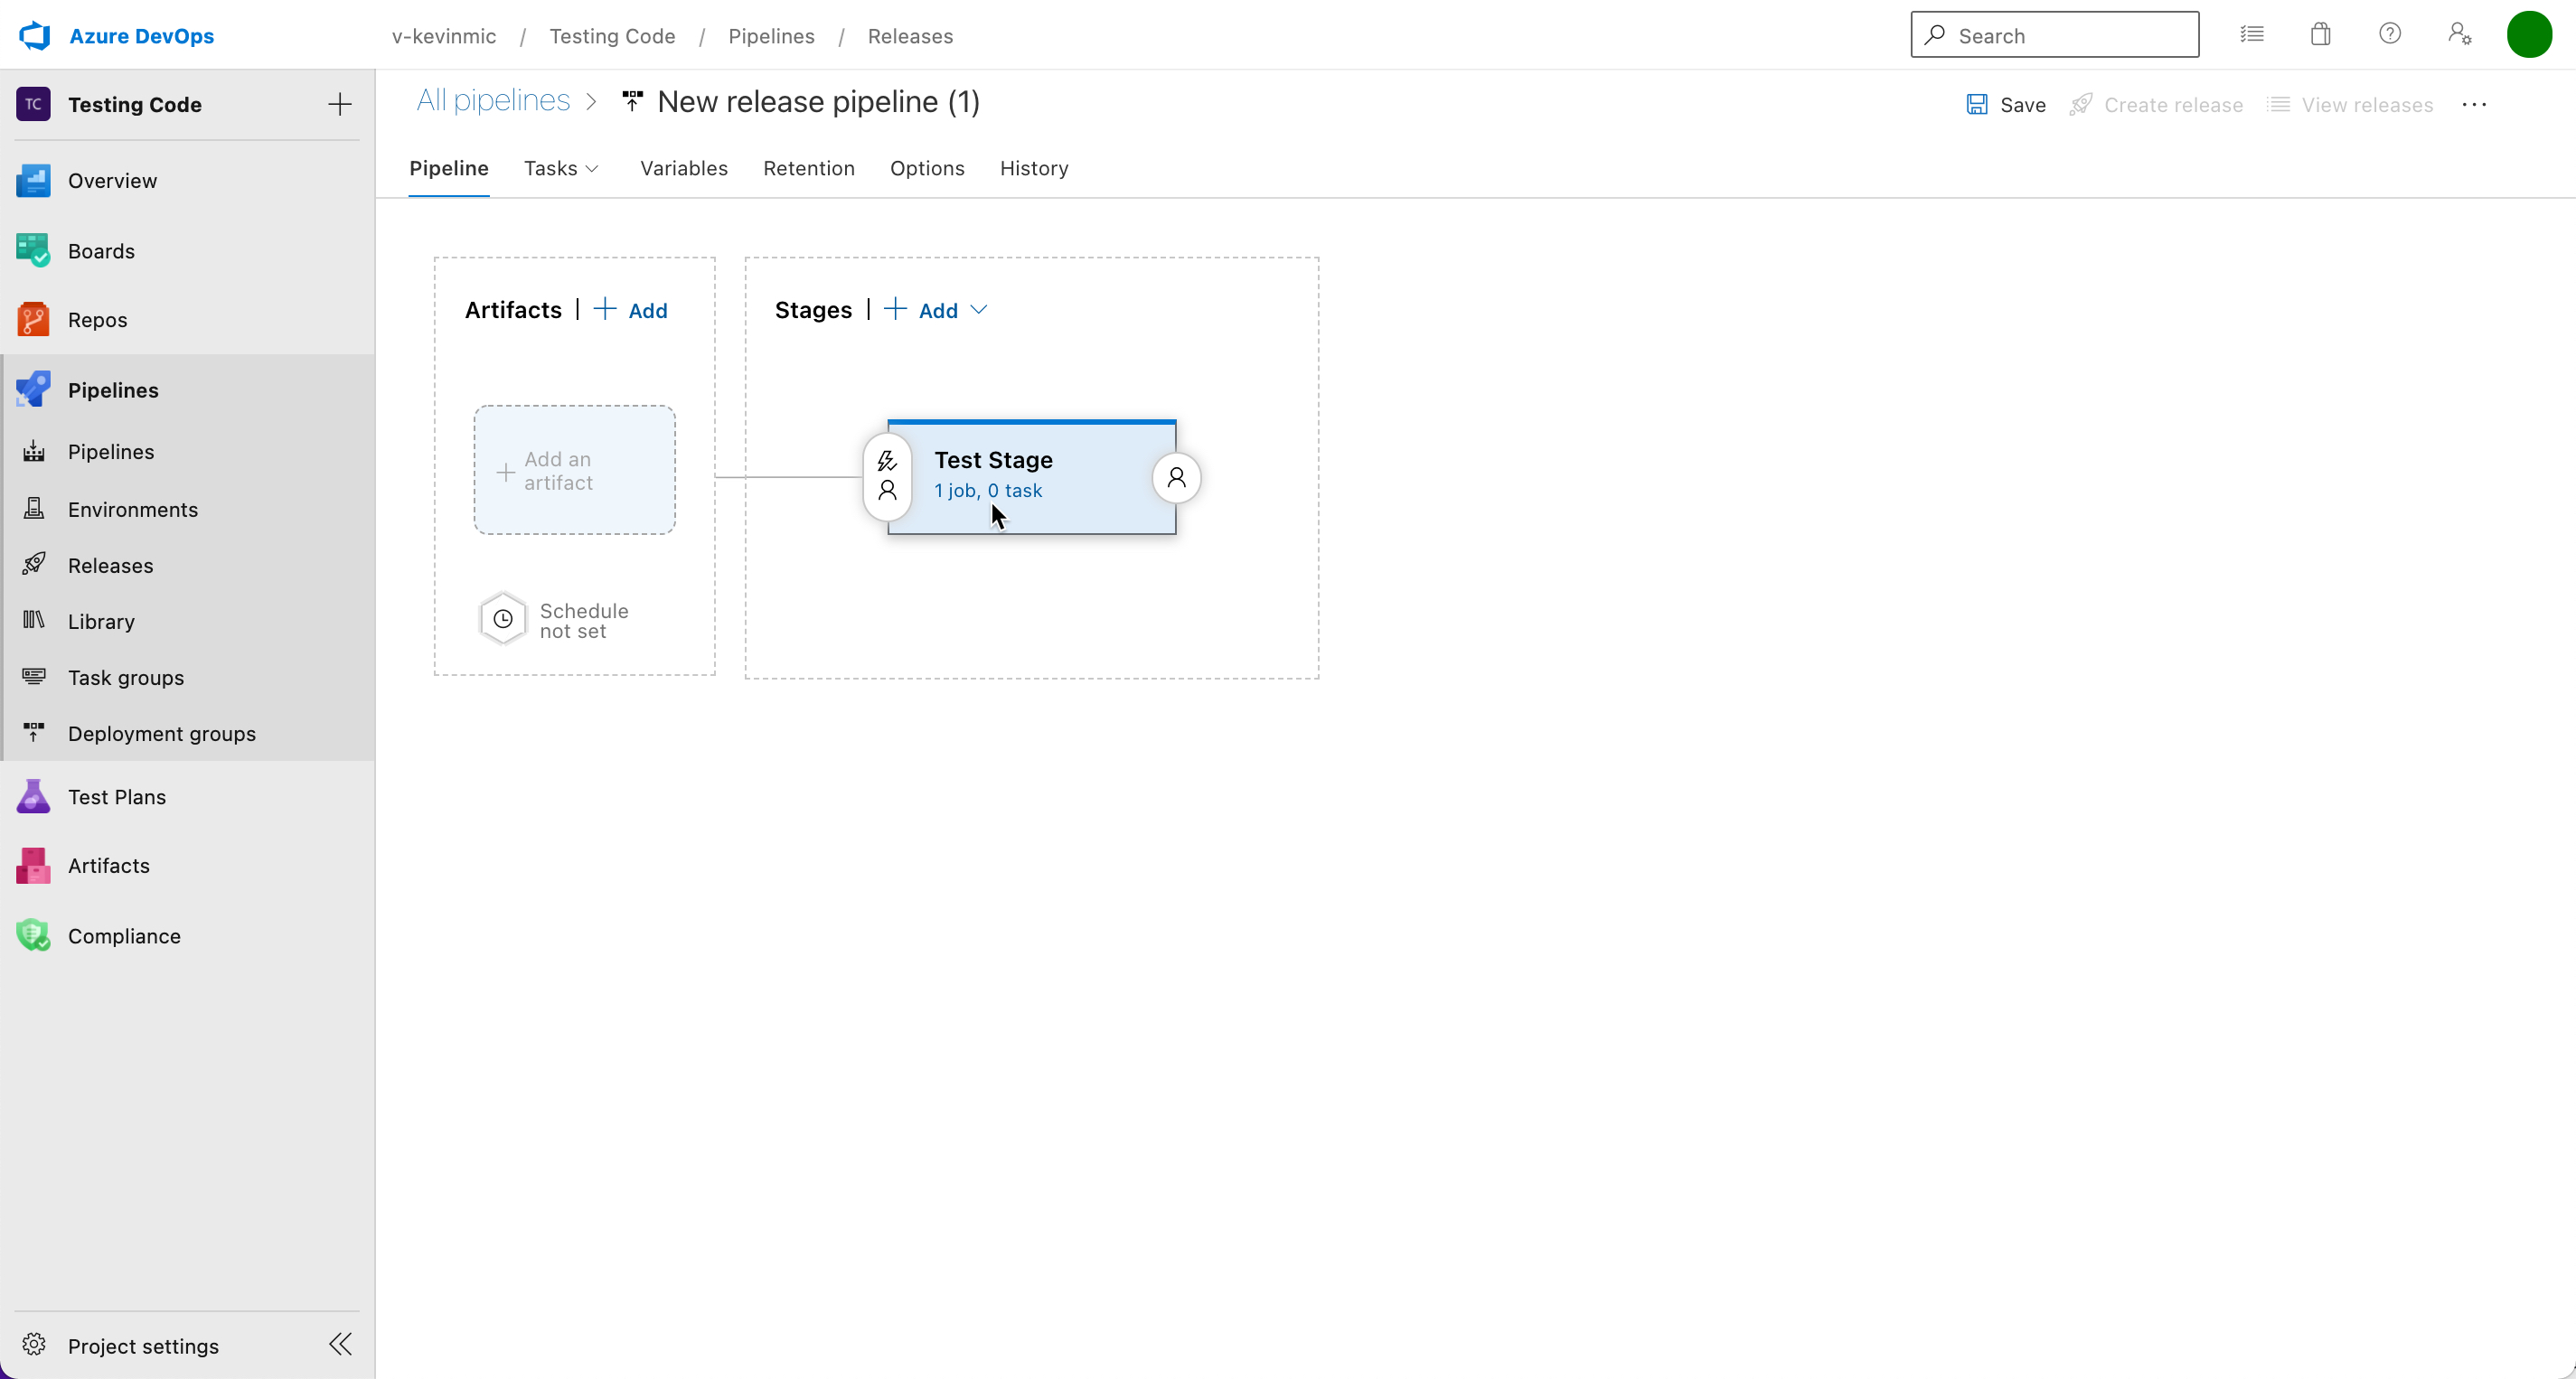 Azure DevOps
v-kevinmic / Testing Code / Pipelines / Releases
Search
TC Testing Code
Overview
Boards
Repos
Pipelines
Pipelines
Environments
Releases
Library
Task groups
Deployment groups
Test Plans
Artifacts
Compliance
Project settings
All pipelines > New release pipeline (1)
Save
Create release
View releases
Pipeline
Tasks
Variables
Retention
Options
History
Artifacts | + Add
Add an
artifact
Schedule
not set
Stages | + Add
Test Stage
1 job, 0 task